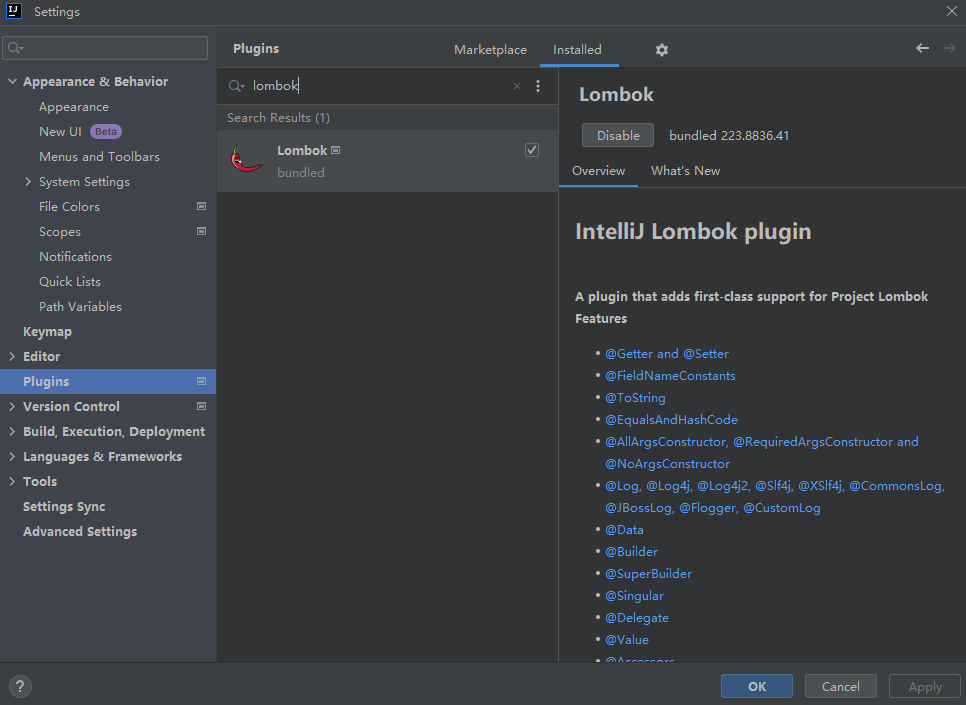 IJ
Settings
Appearance & Behavior
Appearance
New UI Beta
Menus and Toolbars
System Settings
File Colors
Scopes
Notifications
Quick Lists
Path Variables
Keymap
Editor
Plugins
Version Control
Build, Execution, Deployment
Languages & Frameworks
Tools
Settings Sync
Advanced Settings
Plugins
Marketplace
Installed
lombok
Search Results (1)
Lombok
bundled
Lombok
Disable bundled 223.8836.41
Overview What's New
IntelliJ Lombok plugin
A plugin that adds first-class support for Project Lombok
Features
• @Getter and @Setter
• @FieldNameConstants
• @ToString
• @EqualsAndHashCode
• @AllArgsConstructor, @RequiredArgsConstructor and
@NoArgsConstructor
• @Log, @Log4j, @Log4j2, @Slf4j, @XSlf4j, @CommonsLog,
@JBossLog, @Flogger, @CustomLog
• @Data
• @Builder
• @SuperBuilder
• @Singular
• @Delegate
• @Value
• @Accessors
?
OK
Cancel
Apply